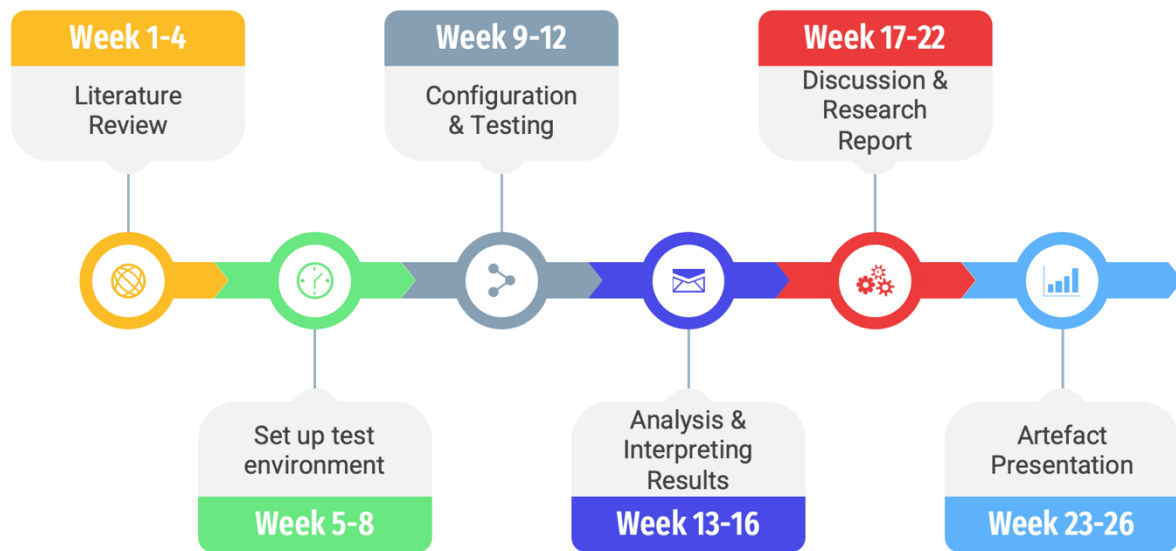 Week 1-4
Literature
Review
Week 9-12
Configuration
& Testing
Week 17-22
Discussion &
Research
Report
Set up test
environment
Week 5-8
Analysis &
Interpreting
Results
Week 13-16
Artefact
Presentation
Week 23-26